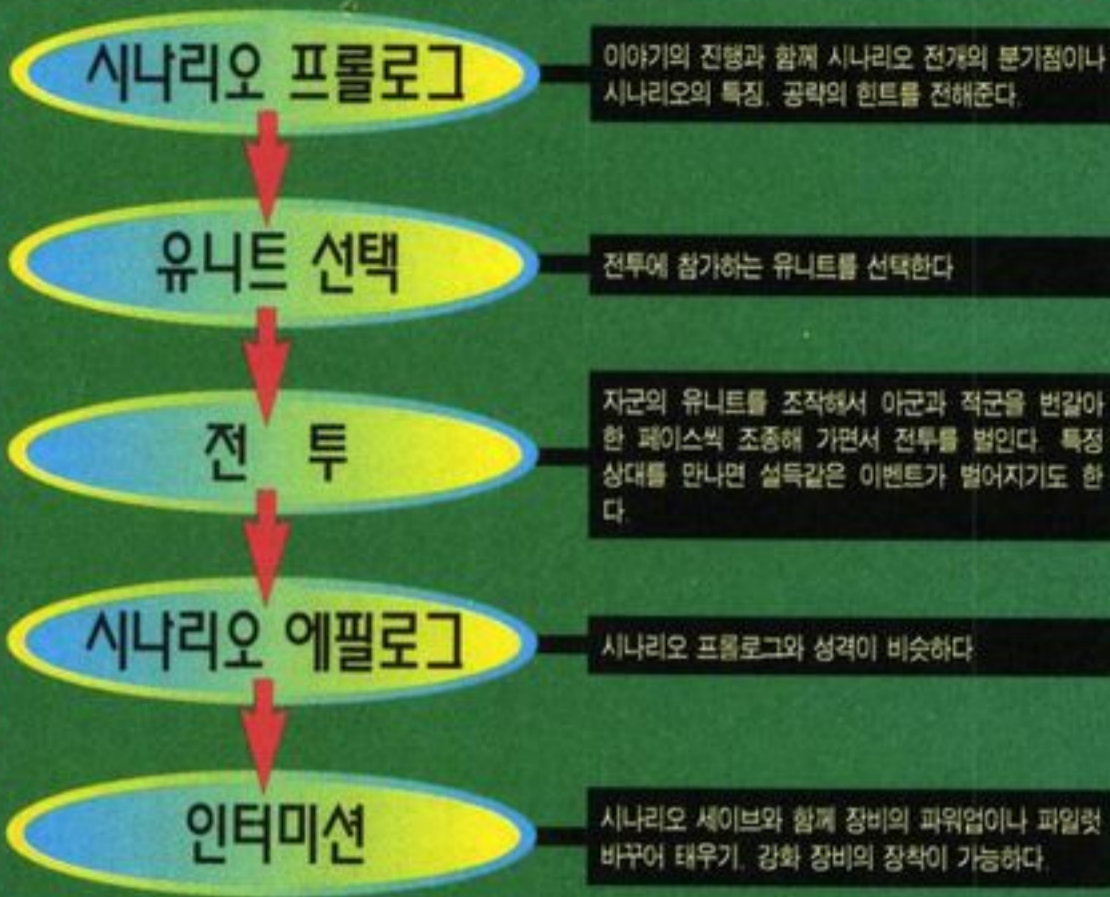 시나리오 프롤로그
이야기의 진행과 함께 시나리오 전개의 분기점이나
시나리오의 특징. 공략의 힌트를 전해준다.
유니트 선택
전투에 참가하는 유니트를 선택한다
전 투
자군의 유니트를 조작해서 아군과 적군을 번갈아
한 페이스씩 조종해 가면서 전투를 벌인다. 특정
상대를 만나면 설득같은 이벤트가 벌어지기도 한
다.
시나리오 에필로그
시나리오 프롤로그와 성격이 비슷하다
인터미션
시나리오 세이브와 함께 장비의 파워업이나 파일럿
바꾸어 태우기. 강화 장비의 장착이 가능하다.